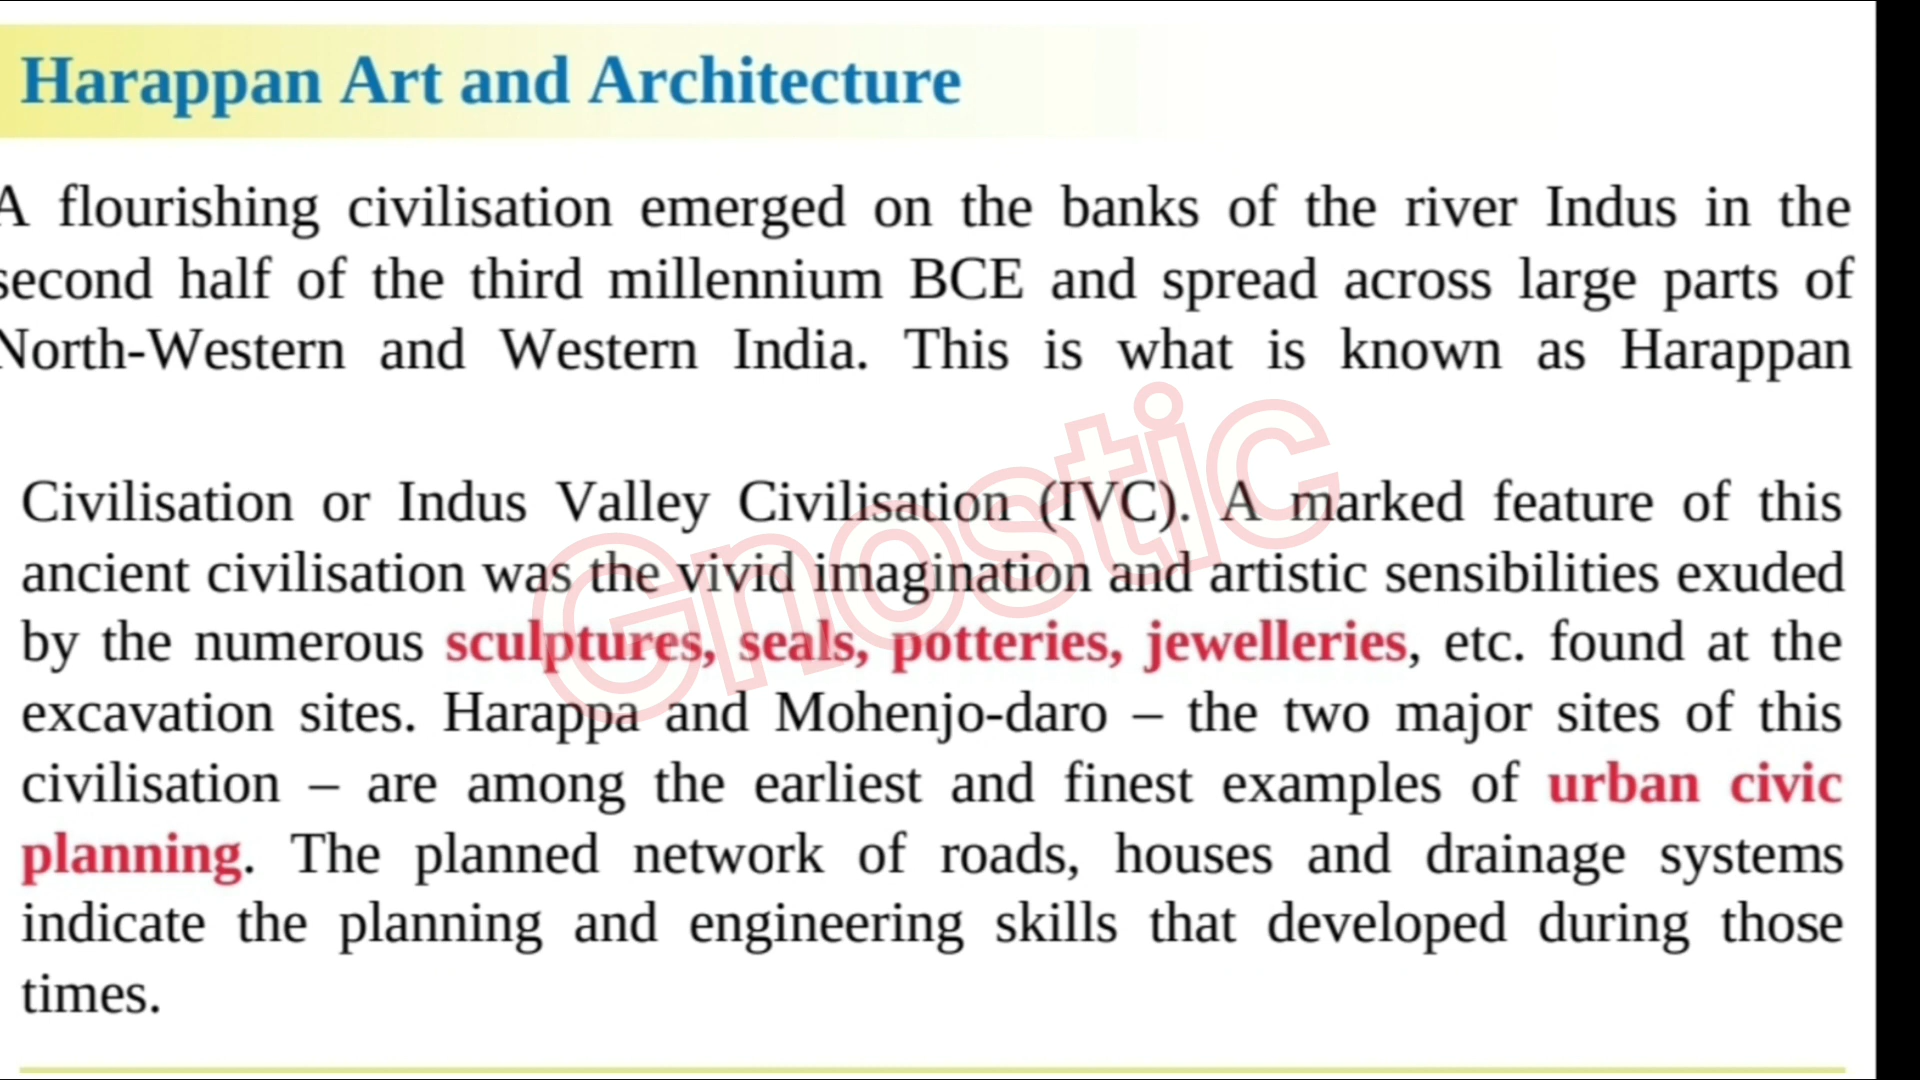 Harappan Art and Architecture
A flourishing civilisation emerged on the banks of the river Indus in the
second half of the third millennium BCE and spread across large parts of
North-Western and Western India. This is what is known as Harappan
Civilisation or Indus Valley Civilisation (IVC). A marked feature of this
ancient civilisation was the vivid imagination and artistic sensibilities exuded
by the numerous sculptures, seals, potteries, jewelleries, etc. found at the
excavation sites. Harappa and Mohenjo-daro – the two major sites of this
civilisation – are among the earliest and finest examples of urban civic
planning. The planned network of roads, houses and drainage systems
indicate the planning and engineering skills that developed during those
times.
Gnostic